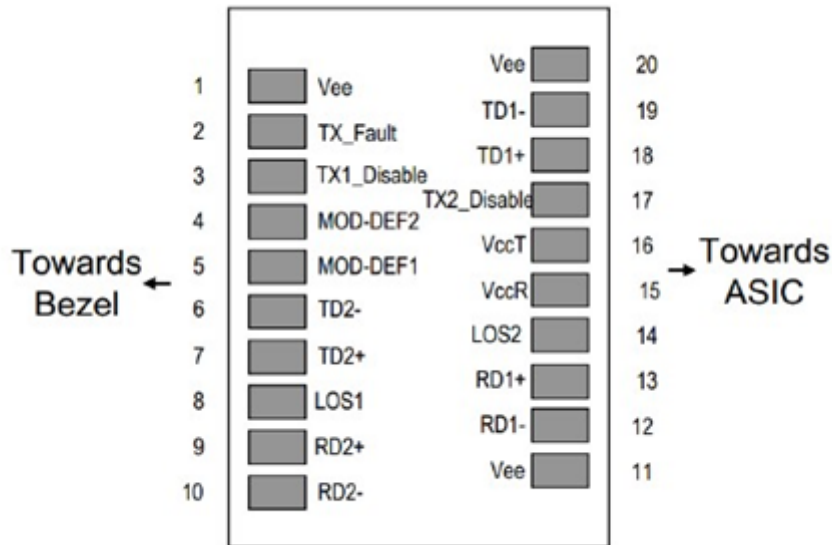 1 Vee
2 TX_Fault
3 TX1_Disable
4 MOD-DEF2
5 MOD-DEF1
6 TD2-
7 TD2+
8 LOS1
9 RD2+
10 RD2-
Towards
Bezel
Vee 20
TD1- 19
TD1+ 18
TX2_Disable 17
VccT 16
VccR 15
LOS2 14
RD1+ 13
RD1- 12
Vee 11
Towards
ASIC